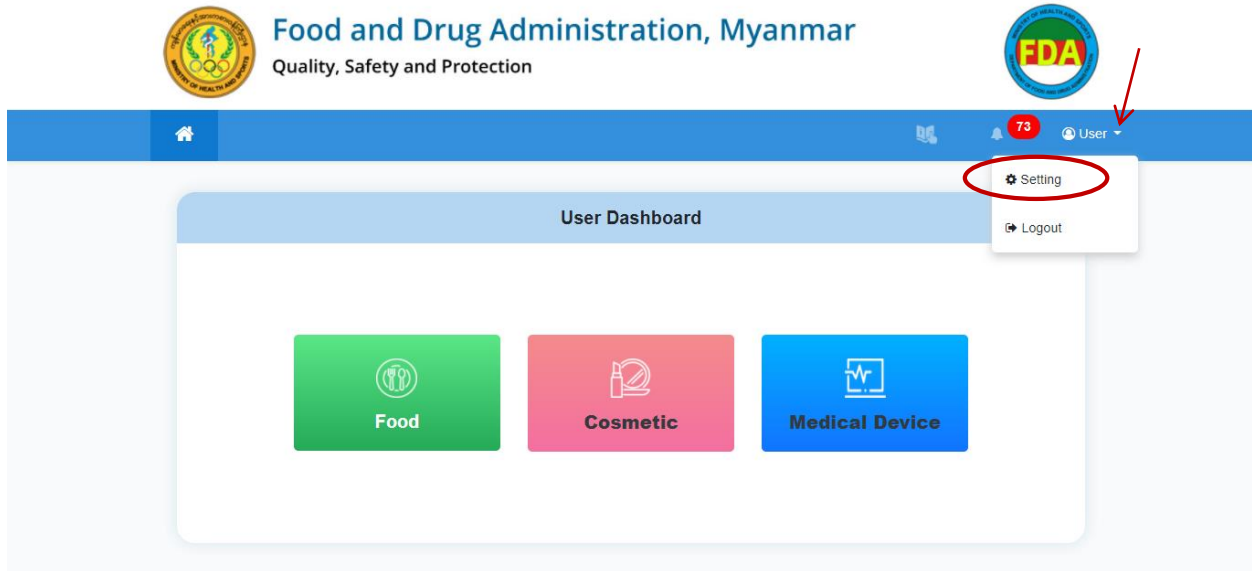 Food and Drug Administration, Myanmar
Quality, Safety and Protection
FDA
73
User
Setting
Logout
User Dashboard
Food
Cosmetic
Medical Device